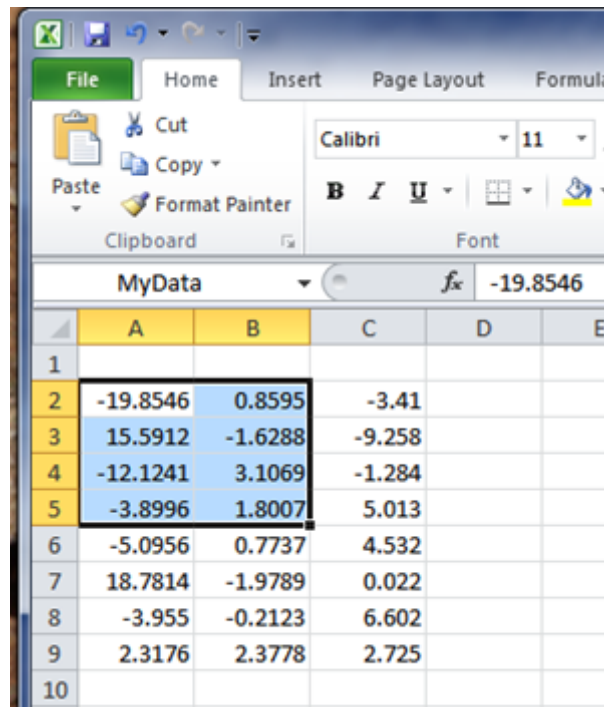 File Home Insert Page Layout Formula
Cut
Calibri 11
Copy
Paste
B I U
Format Painter
Clipboard Font
MyData fx -19.8546
A B C D E
1
2 -19.8546 0.8595 -3.41
3 15.5912 -1.6288 -9.258
4 -12.1241 3.1069 -1.284
5 -3.8996 1.8007 5.013
6 -5.0956 0.7737 4.532
7 18.7814 -1.9789 0.022
8 -3.955 -0.2123 6.602
9 2.3176 2.3778 2.725
10